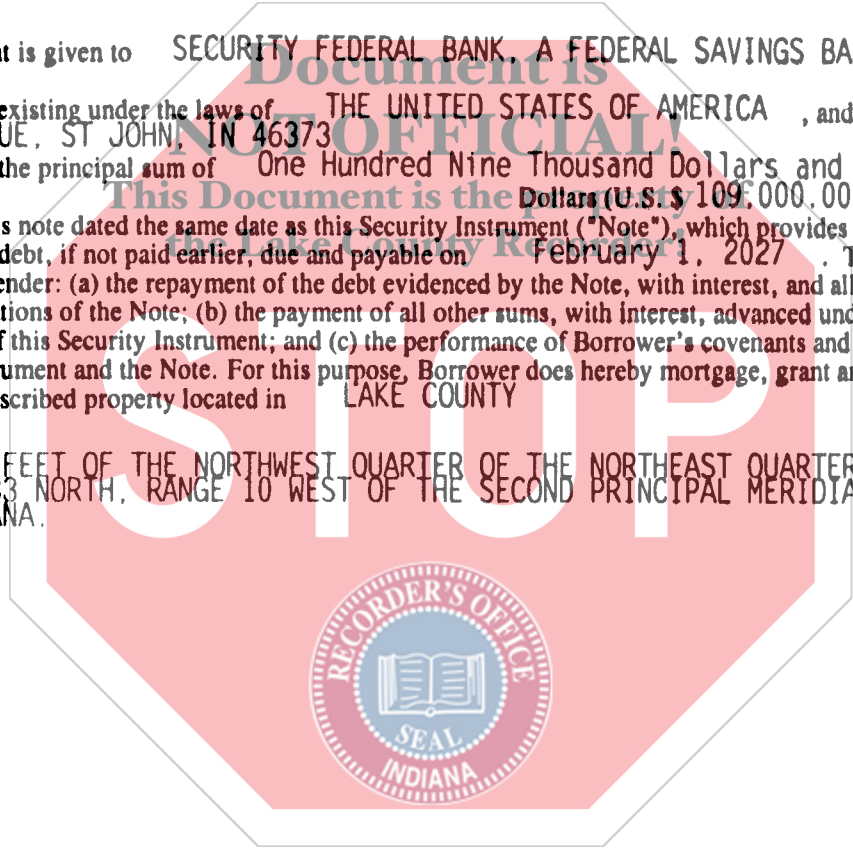 t is given to SECURITY FEDERAL BANK, A FEDERAL SAVINGS BA
Document is
existing under the laws of THE UNITED STATES OF AMERICA , and
UE, ST JOHN, IN 46373
NOT OFFICIAL!
the principal sum of One Hundred Nine Thousand Dollars and
This Document is the property of
Dollars (U.S. $ 109,000.00
s note dated the same date as this Security Instrument ("Note"), which provides
the Lake County Recorder!
debt, if not paid earlier, due and payable on February 1, 2027 . T
ender: (a) the repayment of the debt evidenced by the Note, with interest, and all
tions of the Note; (b) the payment of all other sums, with interest, advanced und
f this Security Instrument; and (c) the performance of Borrower's covenants and
ument and the Note. For this purpose, Borrower does hereby mortgage, grant an
scribed property located in LAKE COUNTY
FEET OF THE NORTHWEST QUARTER OF THE NORTHEAST QUARTER
3 NORTH, RANGE 10 WEST OF THE SECOND PRINCIPAL MERIDIA
ANA.
STOP
RECORDER'S OFFICE
SEAL
INDIANA